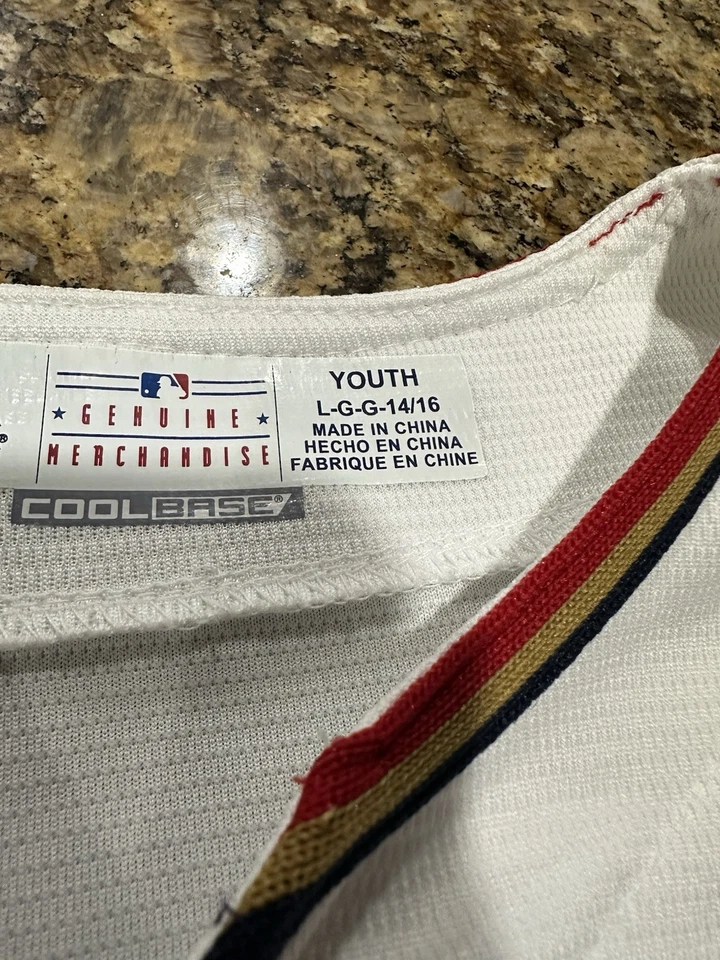 ®
GENUINE
MERCHANDISE
YOUTH
L-G-G-14/16
MADE IN CHINA
HECHO EN CHINA
FABRIQUE EN CHINE
COOLBASE®